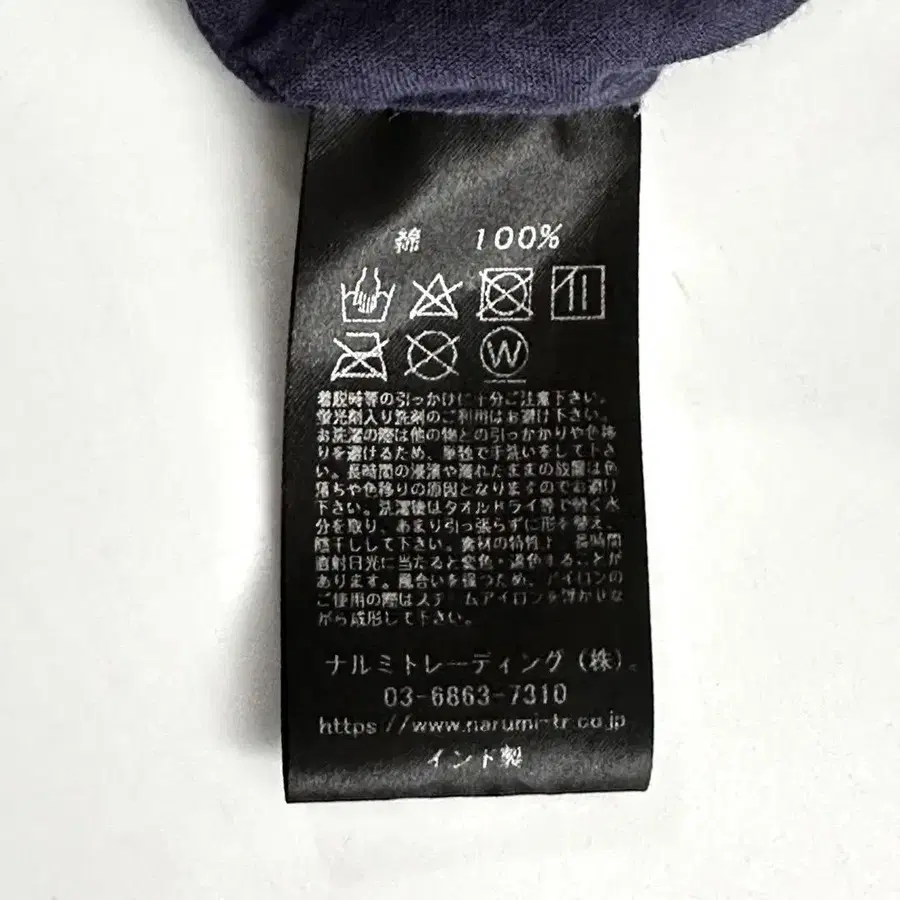 綿 100%
W
着脱時等の引っかけに十分ご注意下さい。
蛍光剤入り洗剤のご利用はお避け下さい。
お洗濯の際は他の物との引っかかりや色移
りを避けるため、単独で手洗いをして下さ
い。長時間の浸漬や濡れたままの放置は色
落ちや色移りの原因となりますのでお避け
下さい。洗濯後はタオルドライ等で軽く水
分を取り、あまり引っ張らずに形を整え、
陰干しして下さい。素材の特性上 長時間
直射日光に当たると変色・退色することが
あります。風合いを保つため、アイロンの
ご使用の際はスチームアイロンを浮かせな
がら成形して下さい。
ナルミトレーディング(株)。
03-6863-7310
https://www.narumi-tr.co.jp
インド製